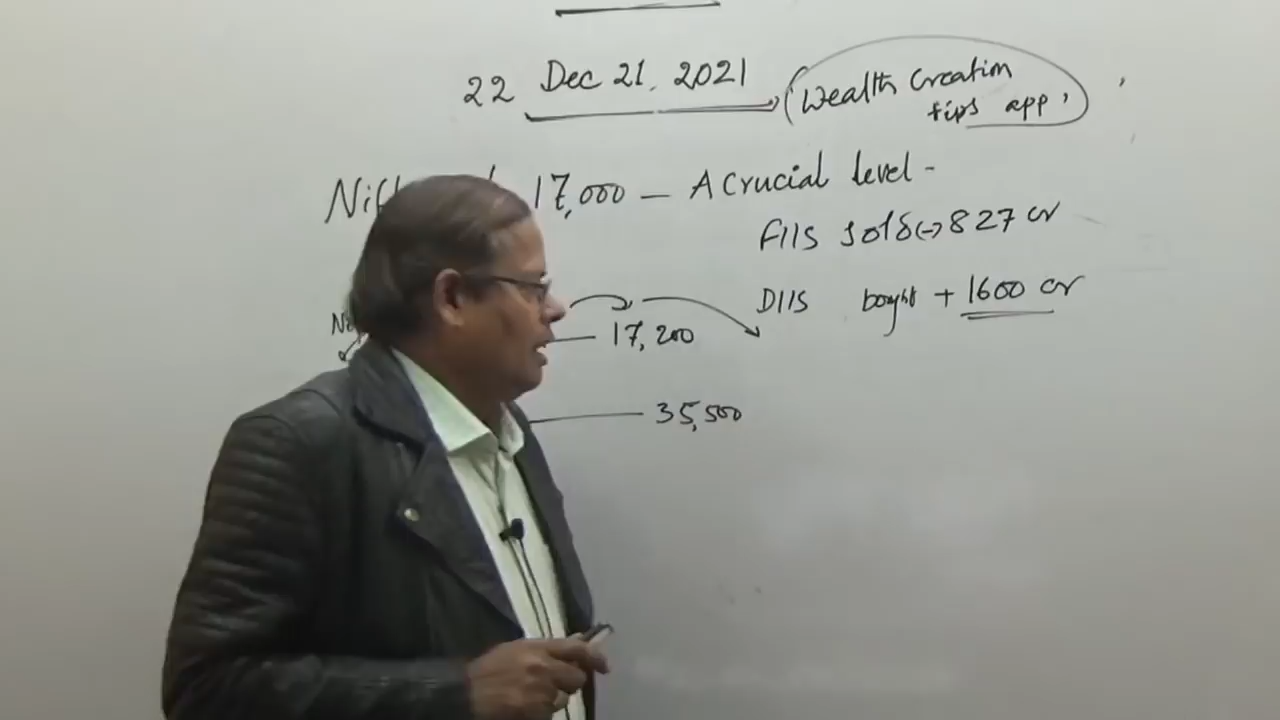 22 Dec 21, 2021 (Wealth Creation
tips app,
17,000 — A Crucial level -
FIIS sold (-) 827 cr
DIIS bought + 1600 cr
17,200
35,500